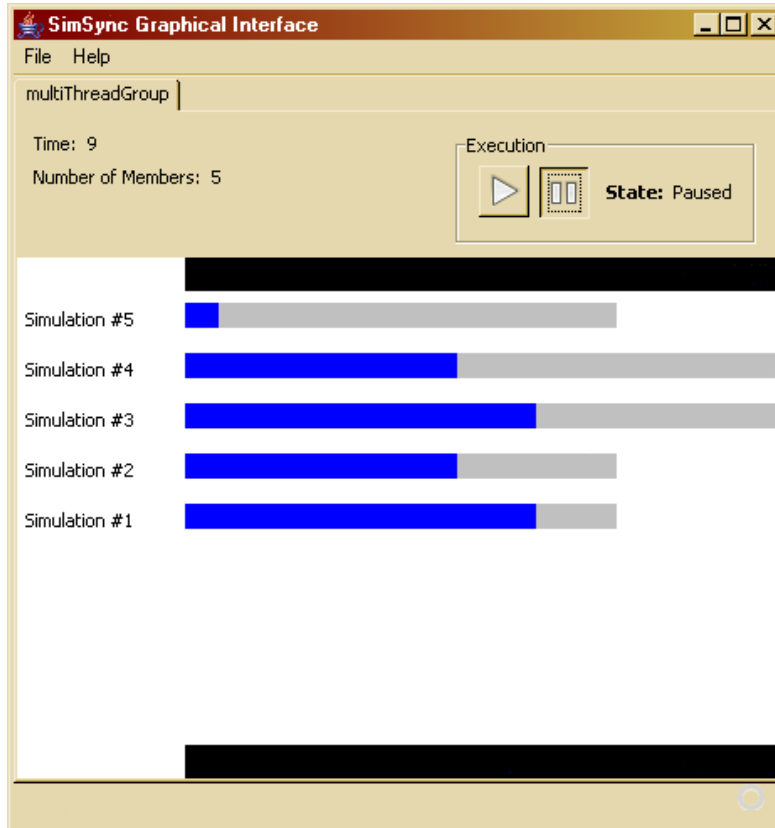 SimSync Graphical Interface
File Help
multiThreadGroup
Time: 9
Number of Members: 5
Execution
State: Paused
Simulation #5
Simulation #4
Simulation #3
Simulation #2
Simulation #1